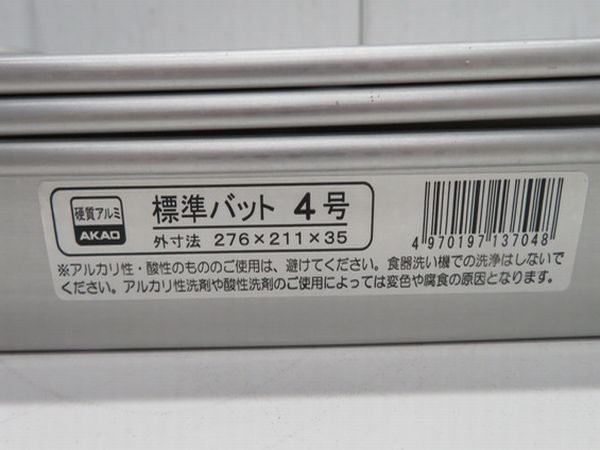 硬質アルミ
AKAO
標準バット 4号
外寸法 276×211×35
4 970197 137048
※アルカリ性・酸性のもののご使用は、避けてください。食器洗い機での洗浄はしないで
ください。アルカリ性洗剤や酸性洗剤のご使用によっては変色や腐食の原因となります。